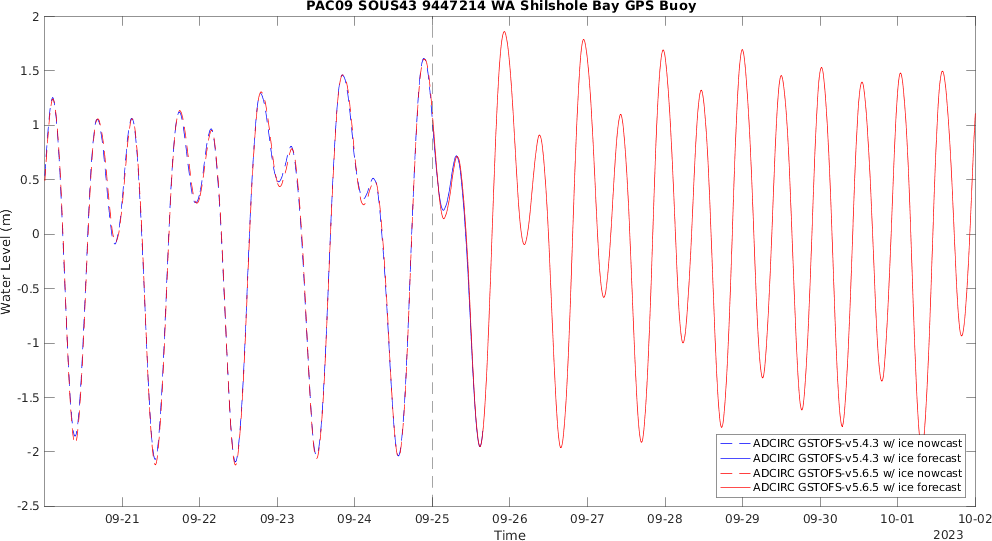 PAC09 SOUS43 9447214 WA Shilshole Bay GPS Buoy
2
1.5
1
0.5
0
-0.5
-1
-1.5
-2
-2.5
Water Level (m)
ADCIRC GSTOFS-v5.4.3 w/ ice nowcast
ADCIRC GSTOFS-v5.4.3 w/ ice forecast
ADCIRC GSTOFS-v5.6.5 w/ ice nowcast
ADCIRC GSTOFS-v5.6.5 w/ ice forecast
09-21 09-22 09-23 09-24 09-25 09-26 09-27 09-28 09-29 09-30 10-01 10-02
Time
2023